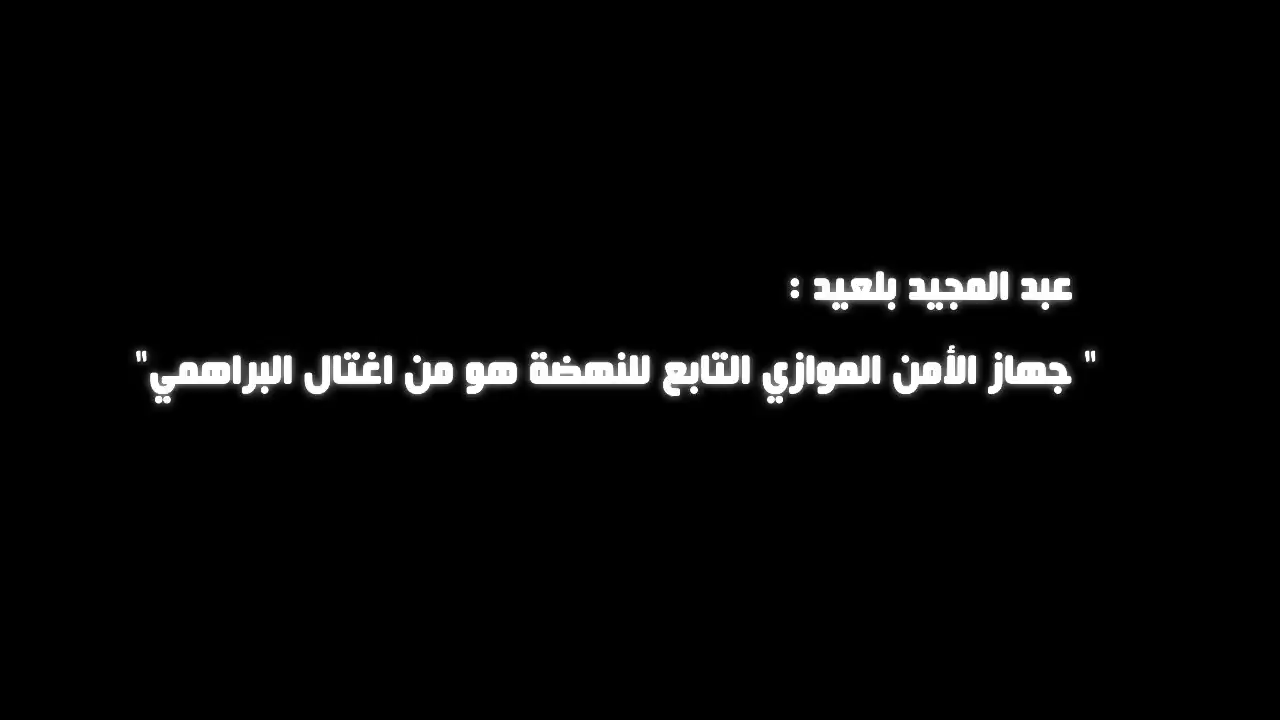 عبد المجيد بلعيد :
" جهاز الأمن الموازي التابع للنهضة هو من اغتال البراهمي"